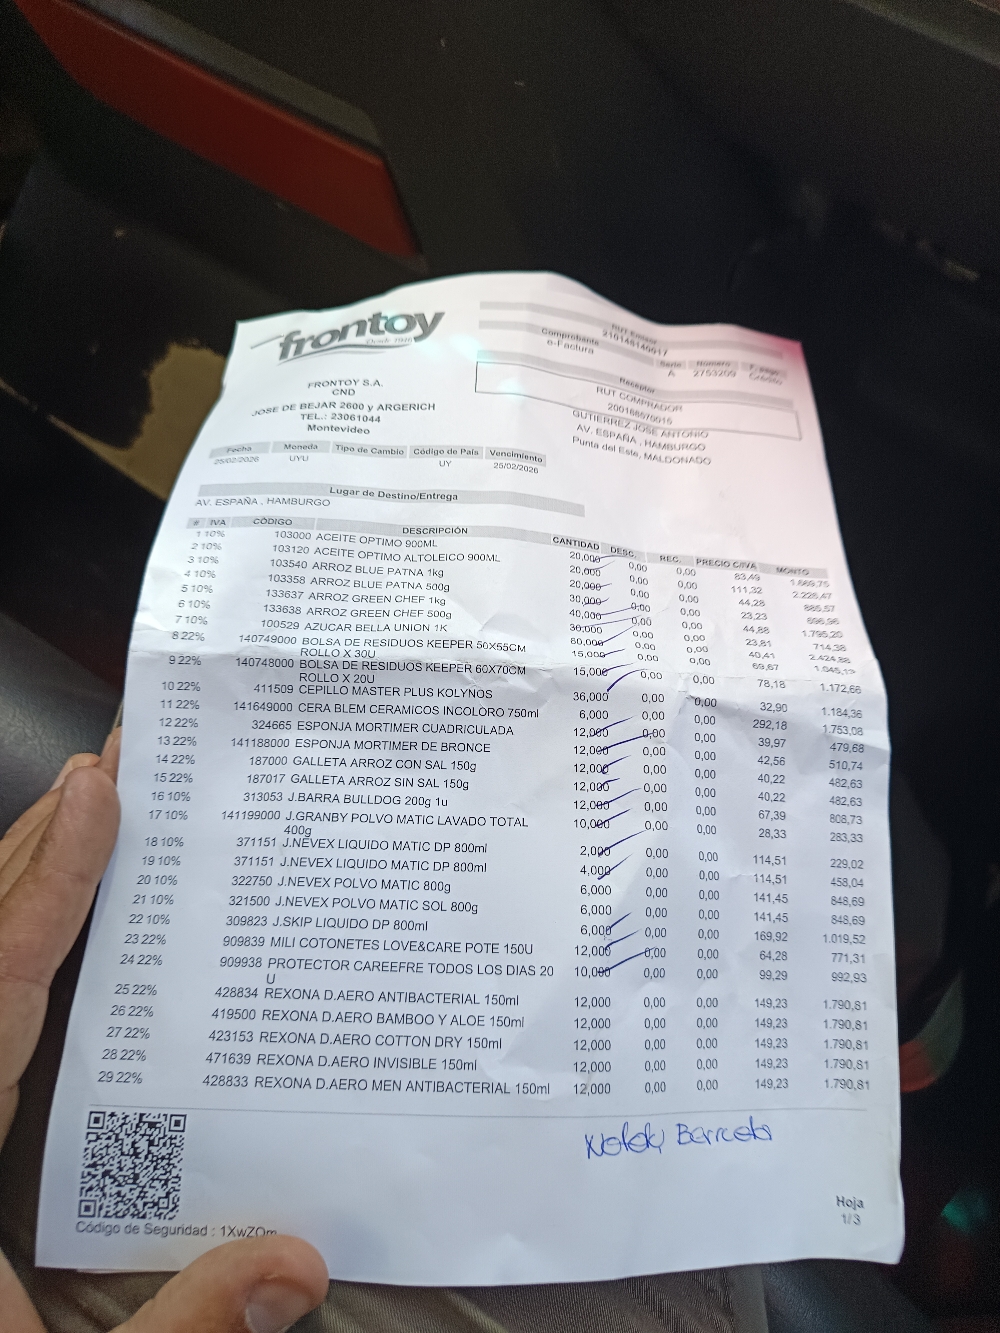 frontoy
Desde 1920
FRONTOY S.A.
CND
JOSE DE BEJAR 2600 y ARGERICH
TEL.: 23061044
Montevideo
RUT Emisor
210148140017
Comprobante
e-Factura
Serie Número F. pago
A 2753209 Crédito
Receptor
RUT COMPRADOR
GUTIERREZ JOSE ANTONIO
AV. ESPAÑA , HAMBURGO
Punta del Este, MALDONADO
Fecha Moneda Tipo de Cambio Código de País Vencimiento
25/02/2026 UYU UY 25/02/2026
Lugar de Destino/Entrega
AV. ESPAÑA , HAMBURGO
# IVA CÓDIGO DESCRIPCIÓN CANTIDAD DESC. REC. PRECIO C/IVA MONTO
1 10% 103000 ACEITE OPTIMO 900ML 20,000 0,00 0,00 83,49 1.669,75
2 10% 103120 ACEITE OPTIMO ALTOLEICO 900ML 20,000 0,00 0,00 111,32 2.226,47
3 10% 103540 ARROZ BLUE PATNA 1kg 20,000 0,00 0,00 44,28 885,57
4 10% 103358 ARROZ BLUE PATNA 500g 30,000 0,00 0,00 23,23 696,96
5 10% 133637 ARROZ GREEN CHEF 1kg 40,000 0,00 0,00 44,88 1.795,20
6 10% 133638 ARROZ GREEN CHEF 500g 30,000 0,00 0,00 23,81 714,38
7 10% 100529 AZUCAR BELLA UNION 1K 60,000 0,00 0,00 40,41 2.424,88
8 22% 140749000 BOLSA DE RESIDUOS KEEPER 50X55CM 15,000 0,00 69,67
ROLLO X 30U
9 22% 140748000 BOLSA DE RESIDUOS KEEPER 60X70CM 15,000 0,00 0,00 78,18 1.172,66
ROLLO X 20U
10 22% 411509 CEPILLO MASTER PLUS KOLYNOS 36,000 0,00 0,00 32,90 1.184,36
11 22% 141649000 CERA BLEM CERAMICOS INCOLORO 750ml 6,000 0,00 0,00 292,18 1.753,08
12 22% 324665 ESPONJA MORTIMER CUADRICULADA 12,000 0,00 0,00 39,97 479,68
13 22% 141188000 ESPONJA MORTIMER DE BRONCE 12,000 0,00 0,00 42,56 510,74
14 22% 187000 GALLETA ARROZ CON SAL 150g 12,000 0,00 0,00 40,22 482,63
15 22% 187017 GALLETA ARROZ SIN SAL 150g 12,000 0,00 0,00 40,22 482,63
16 10% 313053 J.BARRA BULLDOG 200g 1u 12,000 0,00 0,00 67,39 808,73
17 10% 141199000 J.GRANBY POLVO MATIC LAVADO TOTAL 10,000 0,00 0,00 28,33 283,33
400g
18 10% 371151 J.NEVEX LIQUIDO MATIC DP 800ml 2,000 0,00 0,00 114,51 229,02
19 10% 371151 J.NEVEX LIQUIDO MATIC DP 800ml 4,000 0,00 0,00 114,51 458,04
20 10% 322750 J.NEVEX POLVO MATIC 800g 6,000 0,00 0,00 141,45 848,69
21 10% 321500 J.NEVEX POLVO MATIC SOL 800g 6,000 0,00 0,00 141,45 848,69
22 10% 309823 J.SKIP LIQUIDO DP 800ml 6,000 0,00 0,00 169,92 1.019,52
23 22% 909839 MILI COTONETES LOVE&CARE POTE 150U 12,000 0,00 0,00 64,28 771,31
24 22% 909938 PROTECTOR CAREEFRE TODOS LOS DIAS 20 10,000 0,00 0,00 99,29 992,93
U
25 22% 428834 REXONA D.AERO ANTIBACTERIAL 150ml 12,000 0,00 0,00 149,23 1.790,81
26 22% 419500 REXONA D.AERO BAMBOO Y ALOE 150ml 12,000 0,00 0,00 149,23 1.790,81
27 22% 423153 REXONA D.AERO COTTON DRY 150ml 12,000 0,00 0,00 149,23 1.790,81
28 22% 471639 REXONA D.AERO INVISIBLE 150ml 12,000 0,00 0,00 149,23 1.790,81
29 22% 428833 REXONA D.AERO MEN ANTIBACTERIAL 150ml 12,000 0,00 0,00 149,23 1.790,81
Código de Seguridad : 1XwZOm
Hoja
1/3